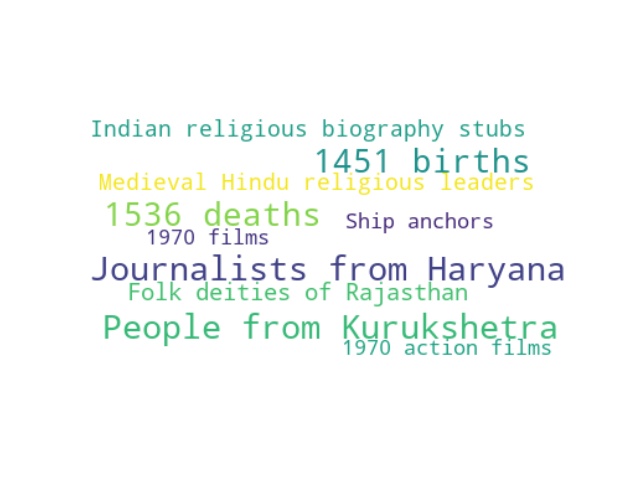 Indian religious biography stubs
1451 births
Medieval Hindu religious leaders
1536 deaths
Ship anchors
1970 films
Journalists from Haryana
Folk deities of Rajasthan
People from Kurukshetra
1970 action films